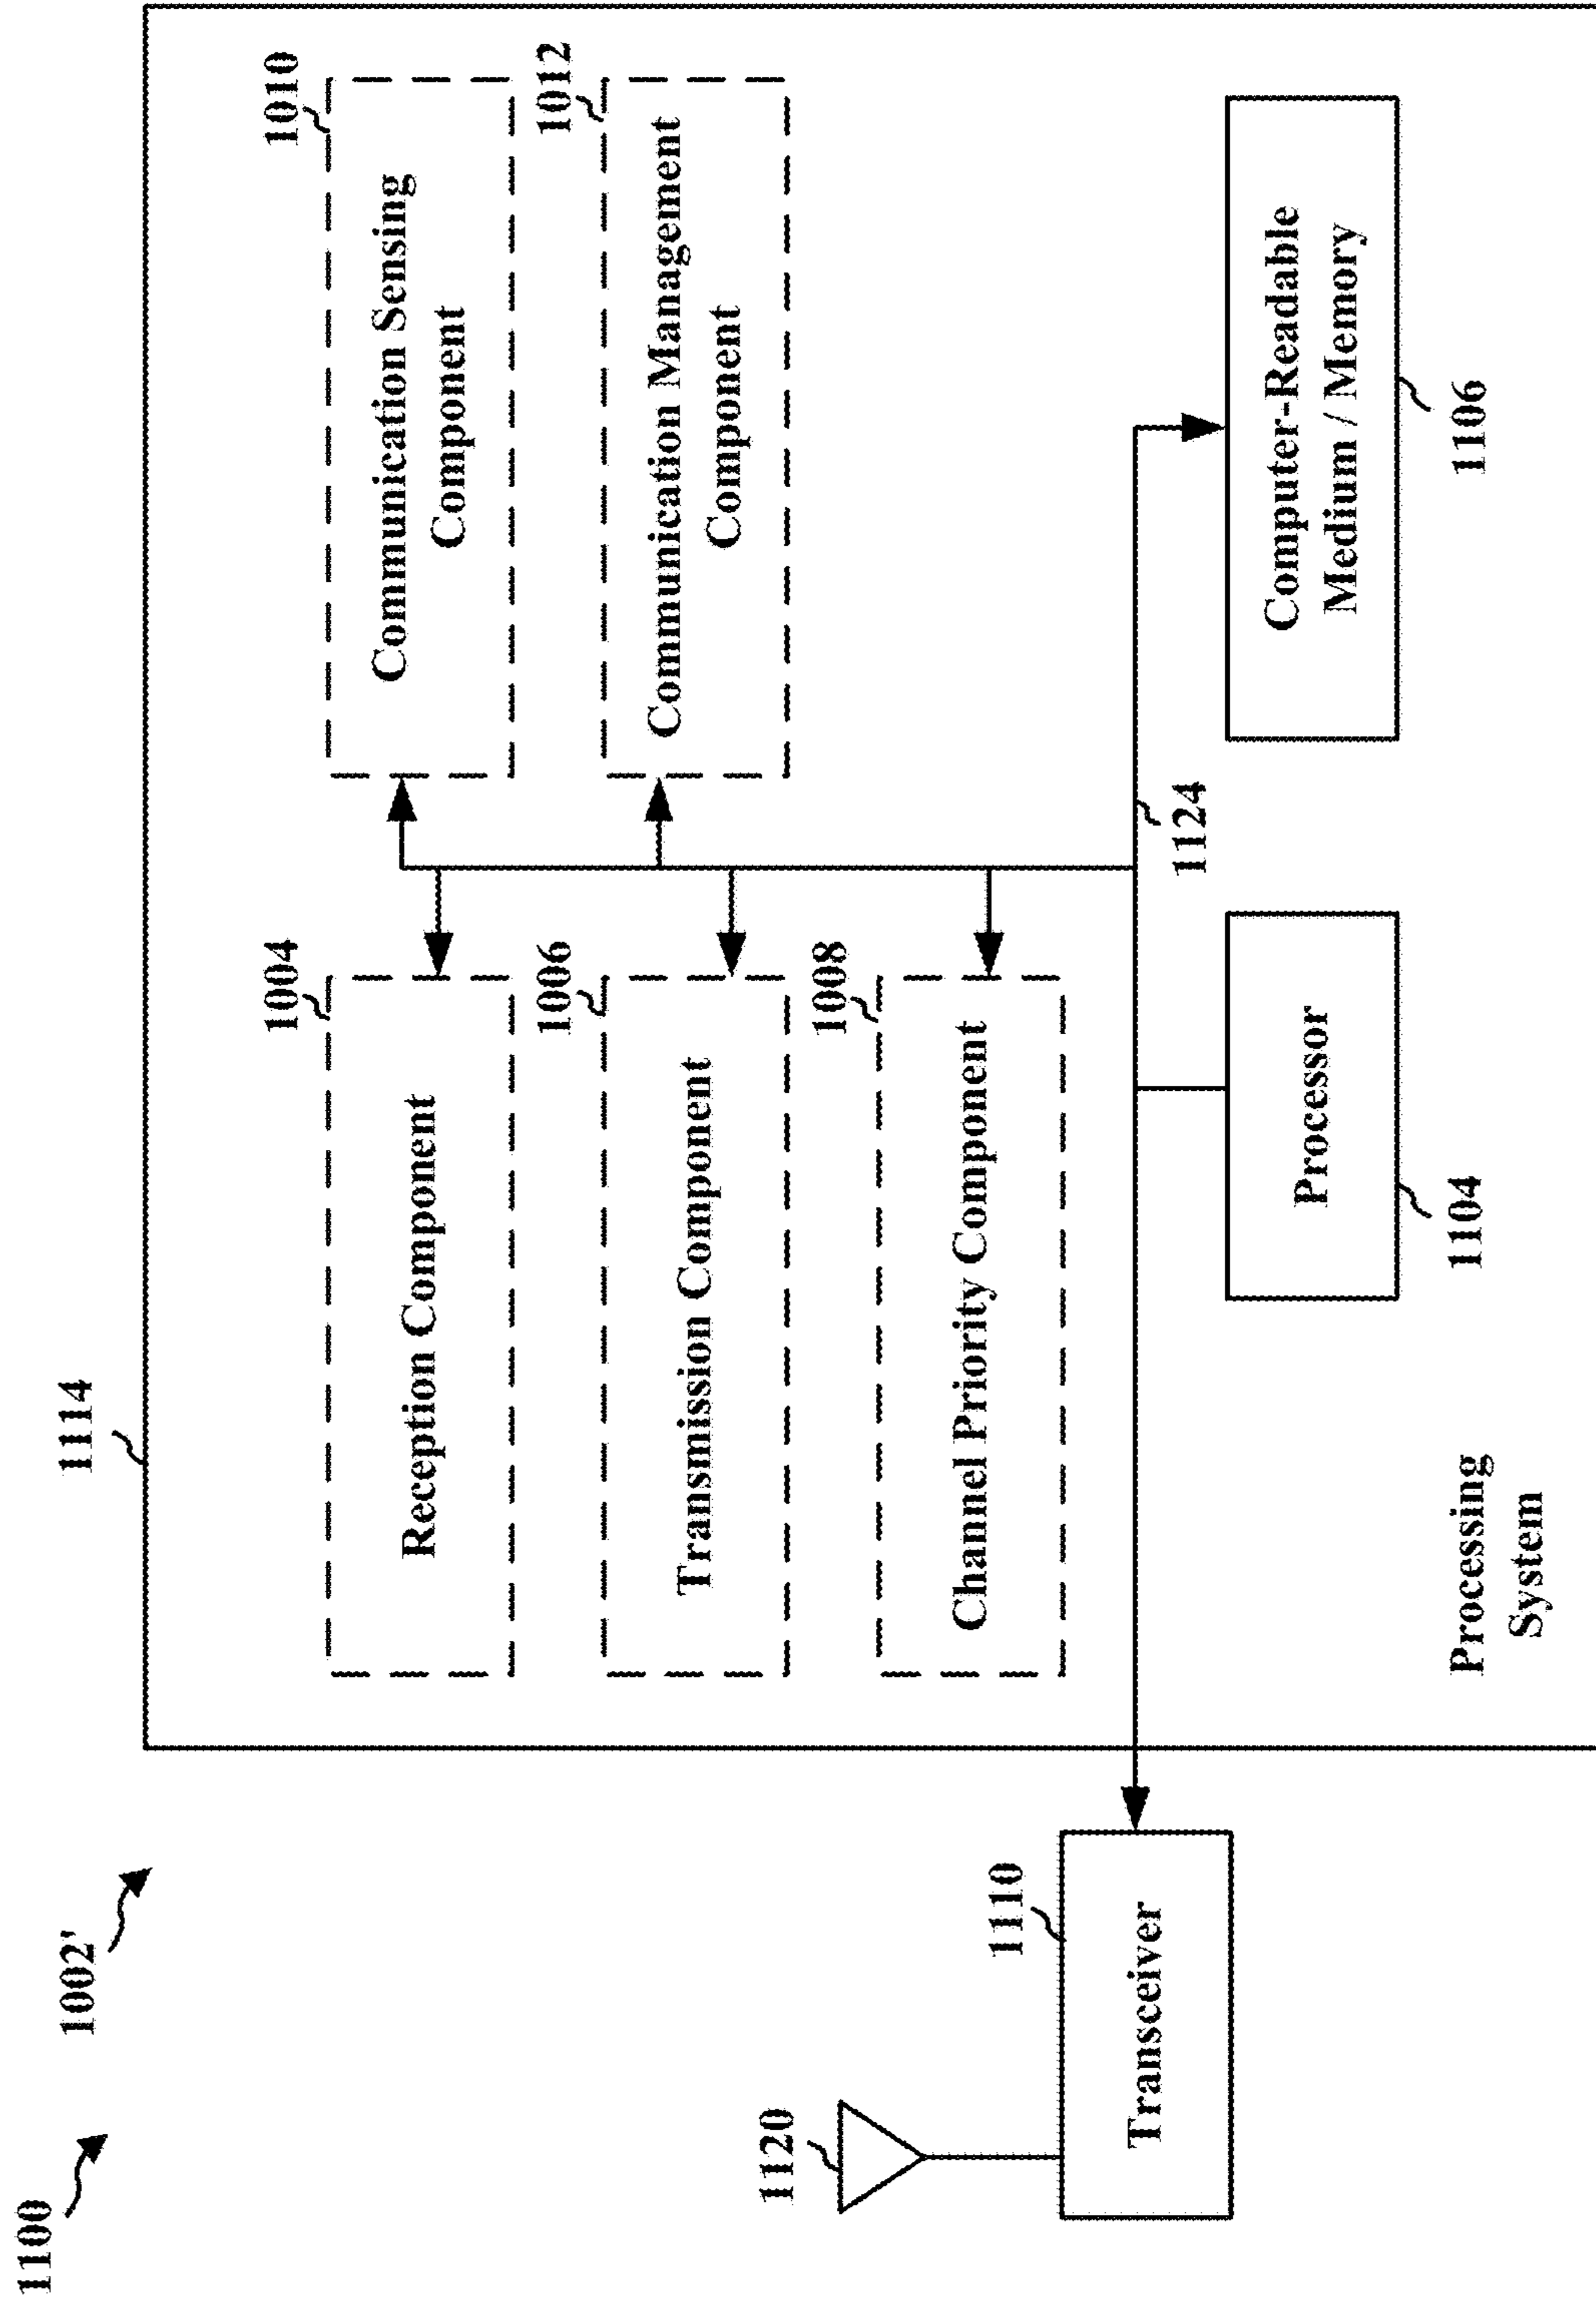 1100
1002'
1114
1120
1110
Transceiver
1004
Reception Component
1006
Transmission Component
1008
Channel Priority Component
1010
Communication Sensing
Component
1012
Communication Management
Component
1124
Processor
1104
Computer-Readable
Medium / Memory
1106
Processing
System